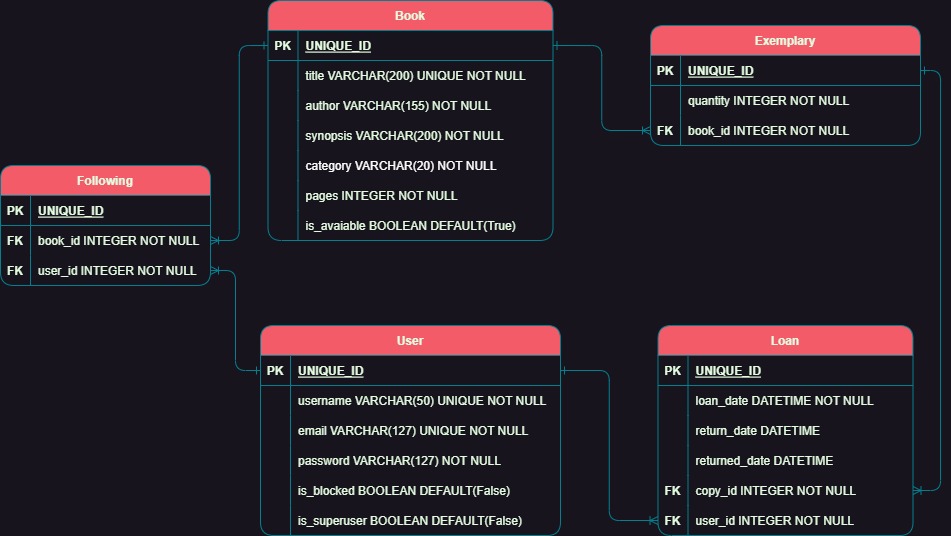 Book
PK UNIQUE_ID
title VARCHAR(200) UNIQUE NOT NULL
author VARCHAR(155) NOT NULL
synopsis VARCHAR(200) NOT NULL
category VARCHAR(20) NOT NULL
pages INTEGER NOT NULL
is_avaiable BOOLEAN DEFAULT(True)
Exemplary
PK UNIQUE_ID
quantity INTEGER NOT NULL
FK book_id INTEGER NOT NULL
Following
PK UNIQUE_ID
FK book_id INTEGER NOT NULL
FK user_id INTEGER NOT NULL
User
PK UNIQUE_ID
username VARCHAR(50) UNIQUE NOT NULL
email VARCHAR(127) UNIQUE NOT NULL
password VARCHAR(127) NOT NULL
is_blocked BOOLEAN DEFAULT(False)
is_superuser BOOLEAN DEFAULT(False)
Loan
PK UNIQUE_ID
loan_date DATETIME NOT NULL
return_date DATETIME
returned_date DATETIME
FK copy_id INTEGER NOT NULL
FK user_id INTEGER NOT NULL